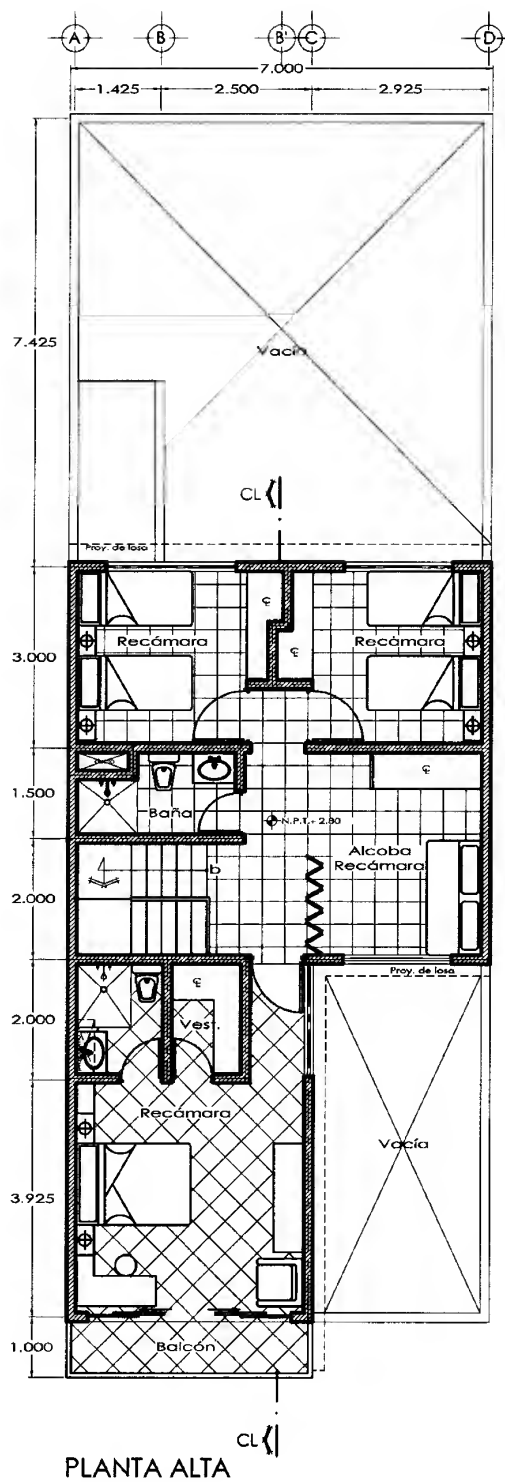 A B B' C D
7.000
1.425 2.500 2.925
7.425
Vacío
CL
Proy. de losa
Recámara
Recámara
3.000
1.500
Baña
N.P.T.+ 2.80
Alcoba
Recámara
b
2.000
Proy. de losa
2.000
Vest.
Recámara
Vacía
3.925
1.000
Balcón
CL
PLANTA ALTA